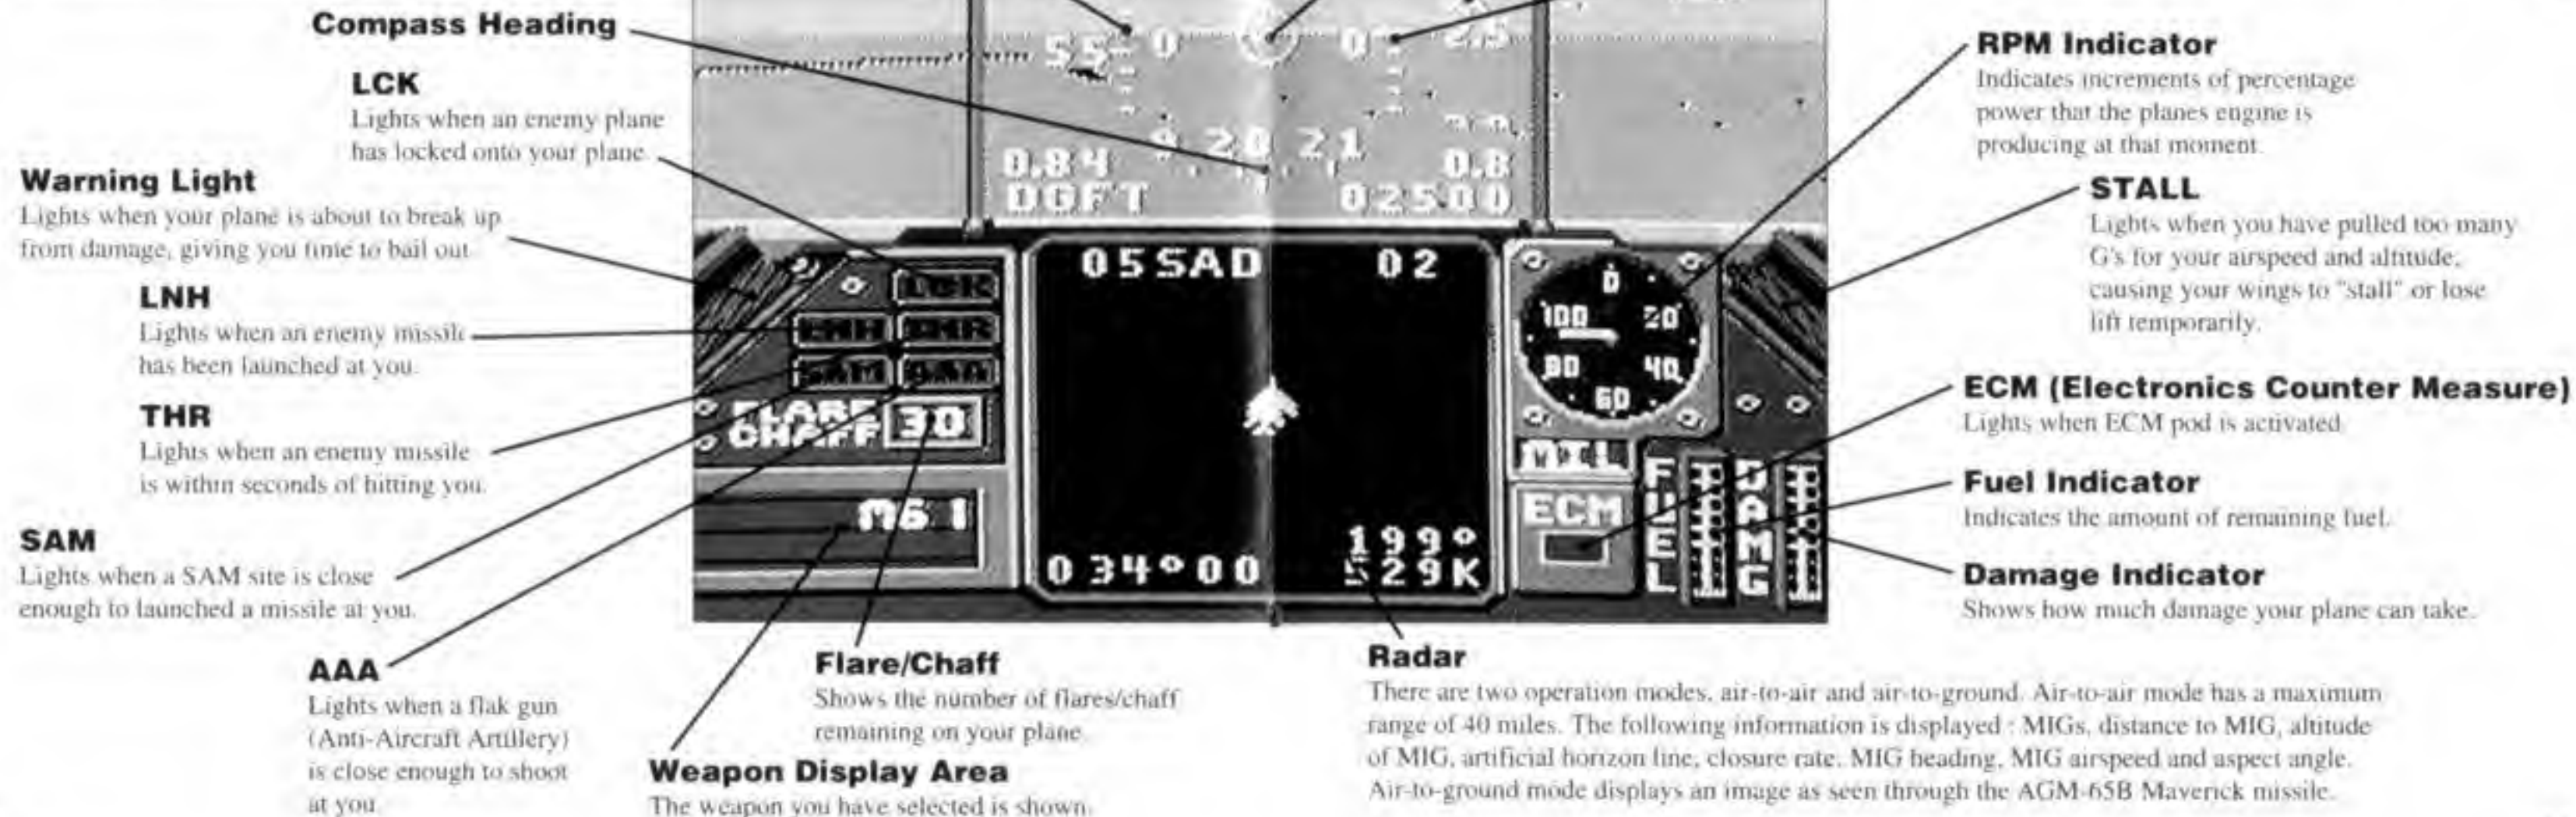 Compass Heading
LCK
Lights when an enemy plane
has locked onto your plane.
Warning Light
Lights when your plane is about to break up
from damage, giving you time to bail out.
LNH
Lights when an enemy missile
has been launched at you.
THR
Lights when an enemy missile
is within seconds of hitting you.
SAM
Lights when a SAM site is close
enough to launched a missile at you.
AAA
Lights when a flak gun
(Anti-Aircraft Artillery)
is close enough to shoot
at you.
55 0 0
9 20 21
0.84 0.8
DGFT 02500
05 SAD 02
LCK
LNH THR
SAM AAA
FLARE
CHAFF 30
M61
034°00
199°
529K
0
100 20
80 40
60
MIL
ECM
FUEL
DAMG
Flare/Chaff
Shows the number of flares/chaff
remaining on your plane.
Weapon Display Area
The weapon you have selected is shown.
RPM Indicator
Indicates increments of percentage
power that the planes engine is
producing at that moment.
STALL
Lights when you have pulled too many
G's for your airspeed and altitude,
causing your wings to "stall" or lose
lift temporarily.
ECM (Electronics Counter Measure)
Lights when ECM pod is activated.
Fuel Indicator
Indicates the amount of remaining fuel.
Damage Indicator
Shows how much damage your plane can take.
Radar
There are two operation modes, air-to-air and air-to-ground. Air-to-air mode has a maximum
range of 40 miles. The following information is displayed : MIGs, distance to MIG, altitude
of MIG, artificial horizon line, closure rate, MIG heading, MIG airspeed and aspect angle.
Air-to-ground mode displays an image as seen through the AGM-65B Maverick missile.